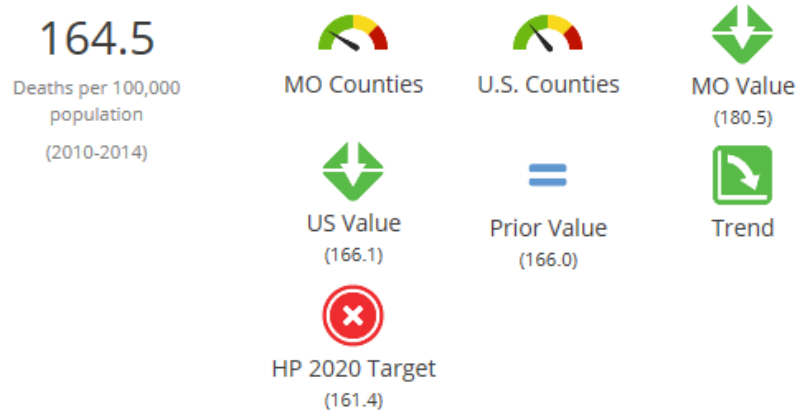 164.5
Deaths per 100,000
population
(2010-2014)
MO Counties
U.S. Counties
MO Value
(180.5)
US Value
(166.1)
Prior Value
(166.0)
Trend
HP 2020 Target
(161.4)